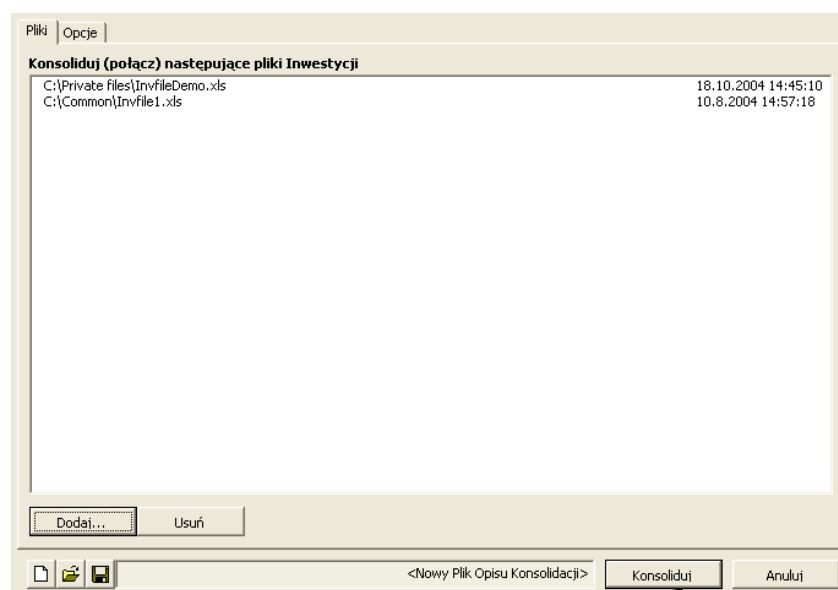 Pliki
Opcje
Konsoliduj (połącz) następujące pliki Inwestycji
C:\Private files\InvfileDemo.xls 18.10.2004 14:45:10
C:\Common\Invfile1.xls 10.8.2004 14:57:18
Dodaj... Usuń
<Nowy Plik Opisu Konsolidacji> Konsoliduj Anuluj